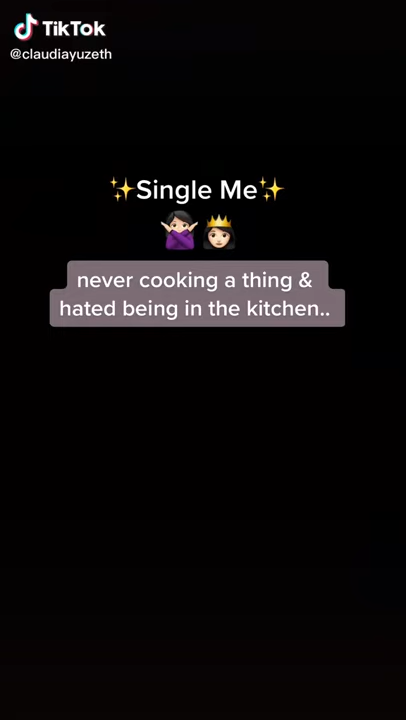 TikTok
@claudiayuzeth
✨Single Me✨
🙅🏻‍♀️👸🏻
never cooking a thing &
hated being in the kitchen..